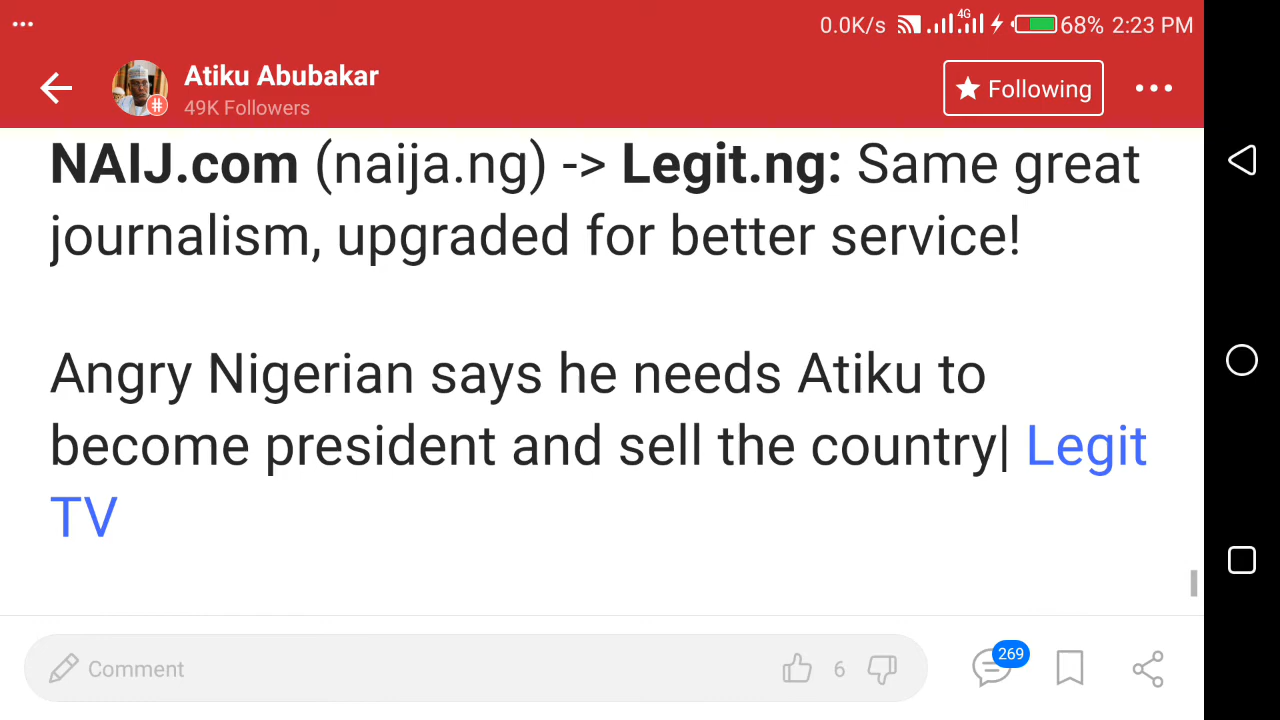 0.0K/s 4G 68% 2:23 PM
Atiku Abubakar
49K Followers
Following
NAIJ.com (naija.ng) -> Legit.ng: Same great
journalism, upgraded for better service!
Angry Nigerian says he needs Atiku to
become president and sell the country| Legit
TV
Comment
6
269